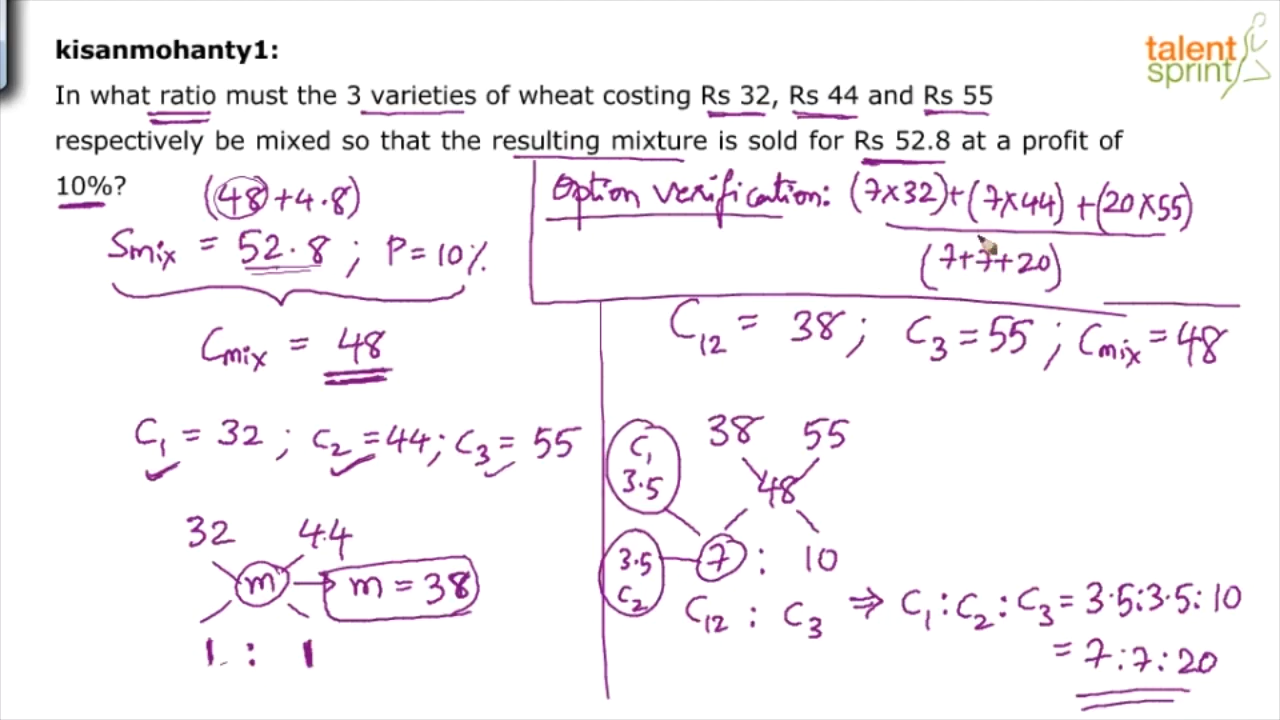 kisanmohanty1:
talent
sprint
In what ratio must the 3 varieties of wheat costing Rs 32, Rs 44 and Rs 55
respectively be mixed so that the resulting mixture is sold for Rs 52.8 at a profit of
10%?
(48+4.8)
Smix = 52.8 ; P=10%
Cmix = 48
C1 = 32 ; C2 = 44; C3 = 55
32 44
m → m = 38
1 : 1
Option verification: (7×32)+(7×44)+(20×55)
(7+7+20)
C12 = 38 ; C3 = 55 ; Cmix = 48
38 55
C1
3.5
48
3.5
C2
7 : 10
C12 : C3 ⇒ C1:C2:C3 = 3.5:3.5:10
= 7:7:20